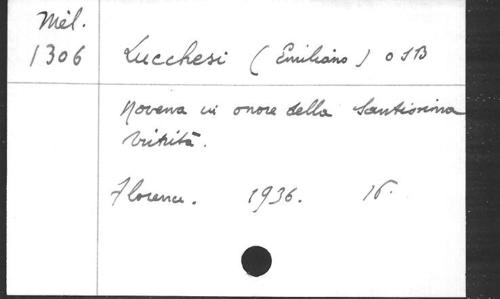 Mél.
1306 Lucchesi (Emiliano) OSB
Novena in onore della Santissima
Trinità.
Florence. 1936. 16.